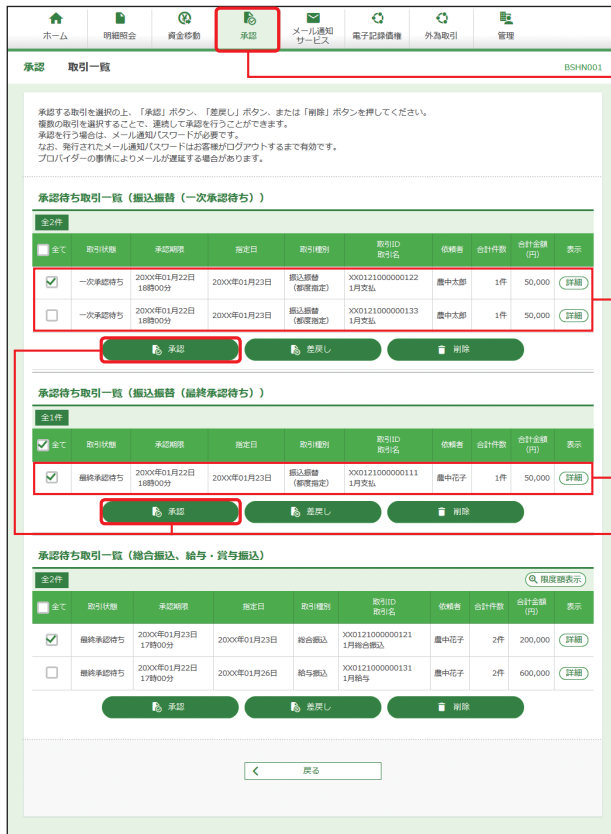 ホーム 明細照会 資金移動 承認 メール通知 サービス 電子記録債権 外為取引 管理
承認 取引一覧 BSHN001
承認する取引を選択の上、「承認」ボタン、「差戻し」ボタン、または「削除」ボタンを押してください。
複数の取引を選択することで、連続して承認を行うことができます。
承認を行う場合は、メール通知パスワードが必要です。
なお、発行されたメール通知パスワードはお客様がログアウトするまで有効です。
プロバイダーの事情によりメールが遅延する場合があります。
承認待ち取引一覧（振込振替（一次承認待ち））
全2件
全て 取引状態 承認期限 指定日 取引種別 取引ID 取引名 依頼者 合計件数 合計金額 (円) 表示
一次承認待ち 20XX年01月22日 18時00分 20XX年01月23日 振込振替 （都度指定） XX0121000000122 1月支払 農中太郎 1件 50,000 詳細
一次承認待ち 20XX年01月22日 18時00分 20XX年01月23日 振込振替 （都度指定） XX0121000000133 1月支払 農中太郎 1件 50,000 詳細
承認 差戻し 削除
承認待ち取引一覧（振込振替（最終承認待ち））
全1件
全て 取引状態 承認期限 指定日 取引種別 取引ID 取引名 依頼者 合計件数 合計金額 (円) 表示
最終承認待ち 20XX年01月22日 18時00分 20XX年01月23日 振込振替 （都度指定） XX0121000000111 1月支払 農中花子 1件 50,000 詳細
承認 差戻し 削除
承認待ち取引一覧（総合振込、給与・賞与振込）
全2件 限度額表示
全て 取引状態 承認期限 指定日 取引種別 取引ID 取引名 依頼者 合計件数 合計金額 (円) 表示
最終承認待ち 20XX年01月23日 17時00分 20XX年01月23日 総合振込 XX0121000000121 1月総合振込 農中花子 2件 200,000 詳細
最終承認待ち 20XX年01月22日 17時00分 20XX年01月26日 給与振込 XX0121000000131 1月給与 農中花子 2件 600,000 詳細
承認 差戻し 削除
戻る